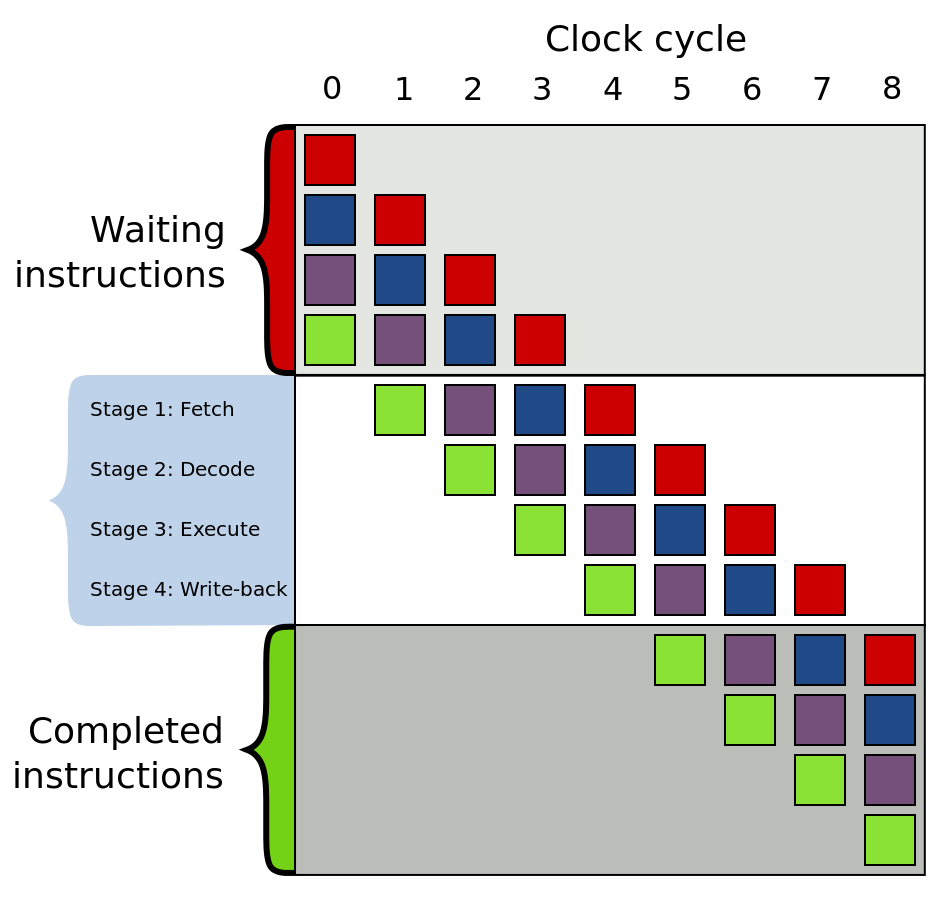 Clock cycle
0 1 2 3 4 5 6 7 8
Waiting
instructions
Stage 1: Fetch
Stage 2: Decode
Stage 3: Execute
Stage 4: Write-back
Completed
instructions